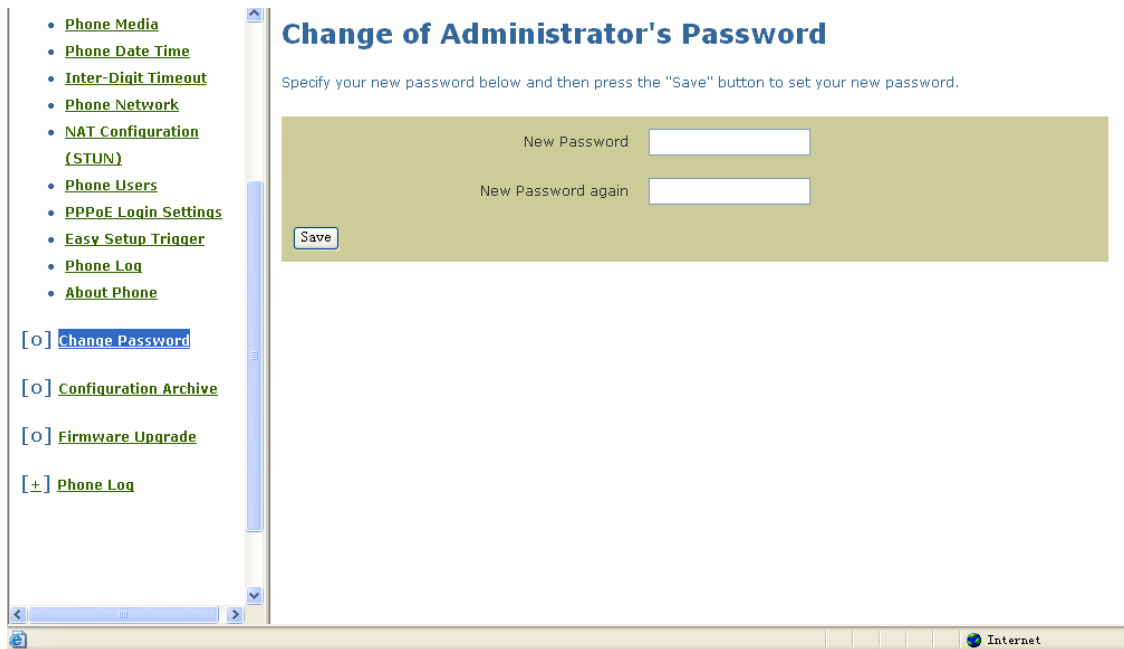 Phone Media
Phone Date Time
Inter-Digit Timeout
Phone Network
NAT Configuration
(STUN)
Phone Users
PPPoE Login Settings
Easy Setup Trigger
Phone Log
About Phone
[o] Change Password
[o] Configuration Archive
[o] Firmware Upgrade
[+] Phone Log
Change of Administrator's Password
Specify your new password below and then press the "Save" button to set your new password.
New Password
New Password again
Save
Internet